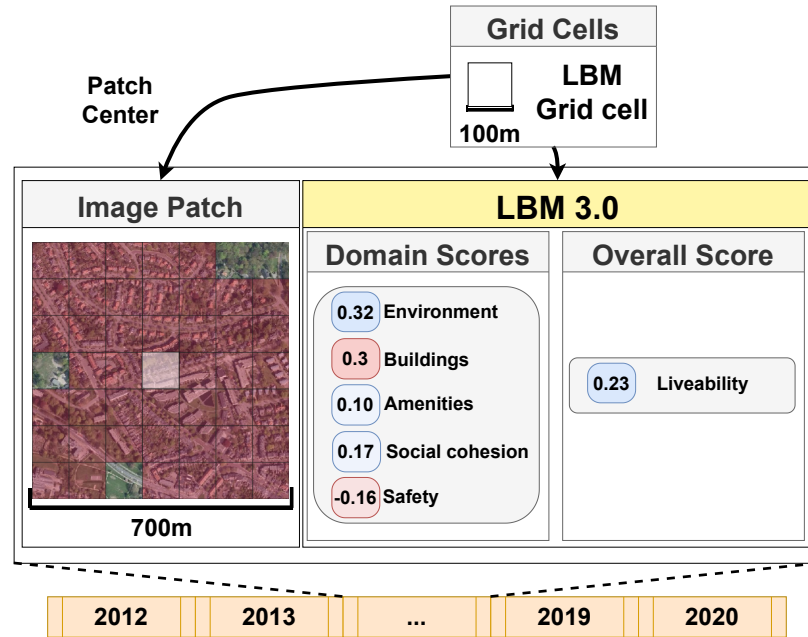 Grid Cells
LBM
Grid cell
100m
Patch
Center
Image Patch
700m
LBM 3.0
Domain Scores
0.32 Environment
0.3 Buildings
0.10 Amenities
0.17 Social cohesion
-0.16 Safety
Overall Score
0.23 Liveability
2012 2013 ... 2019 2020